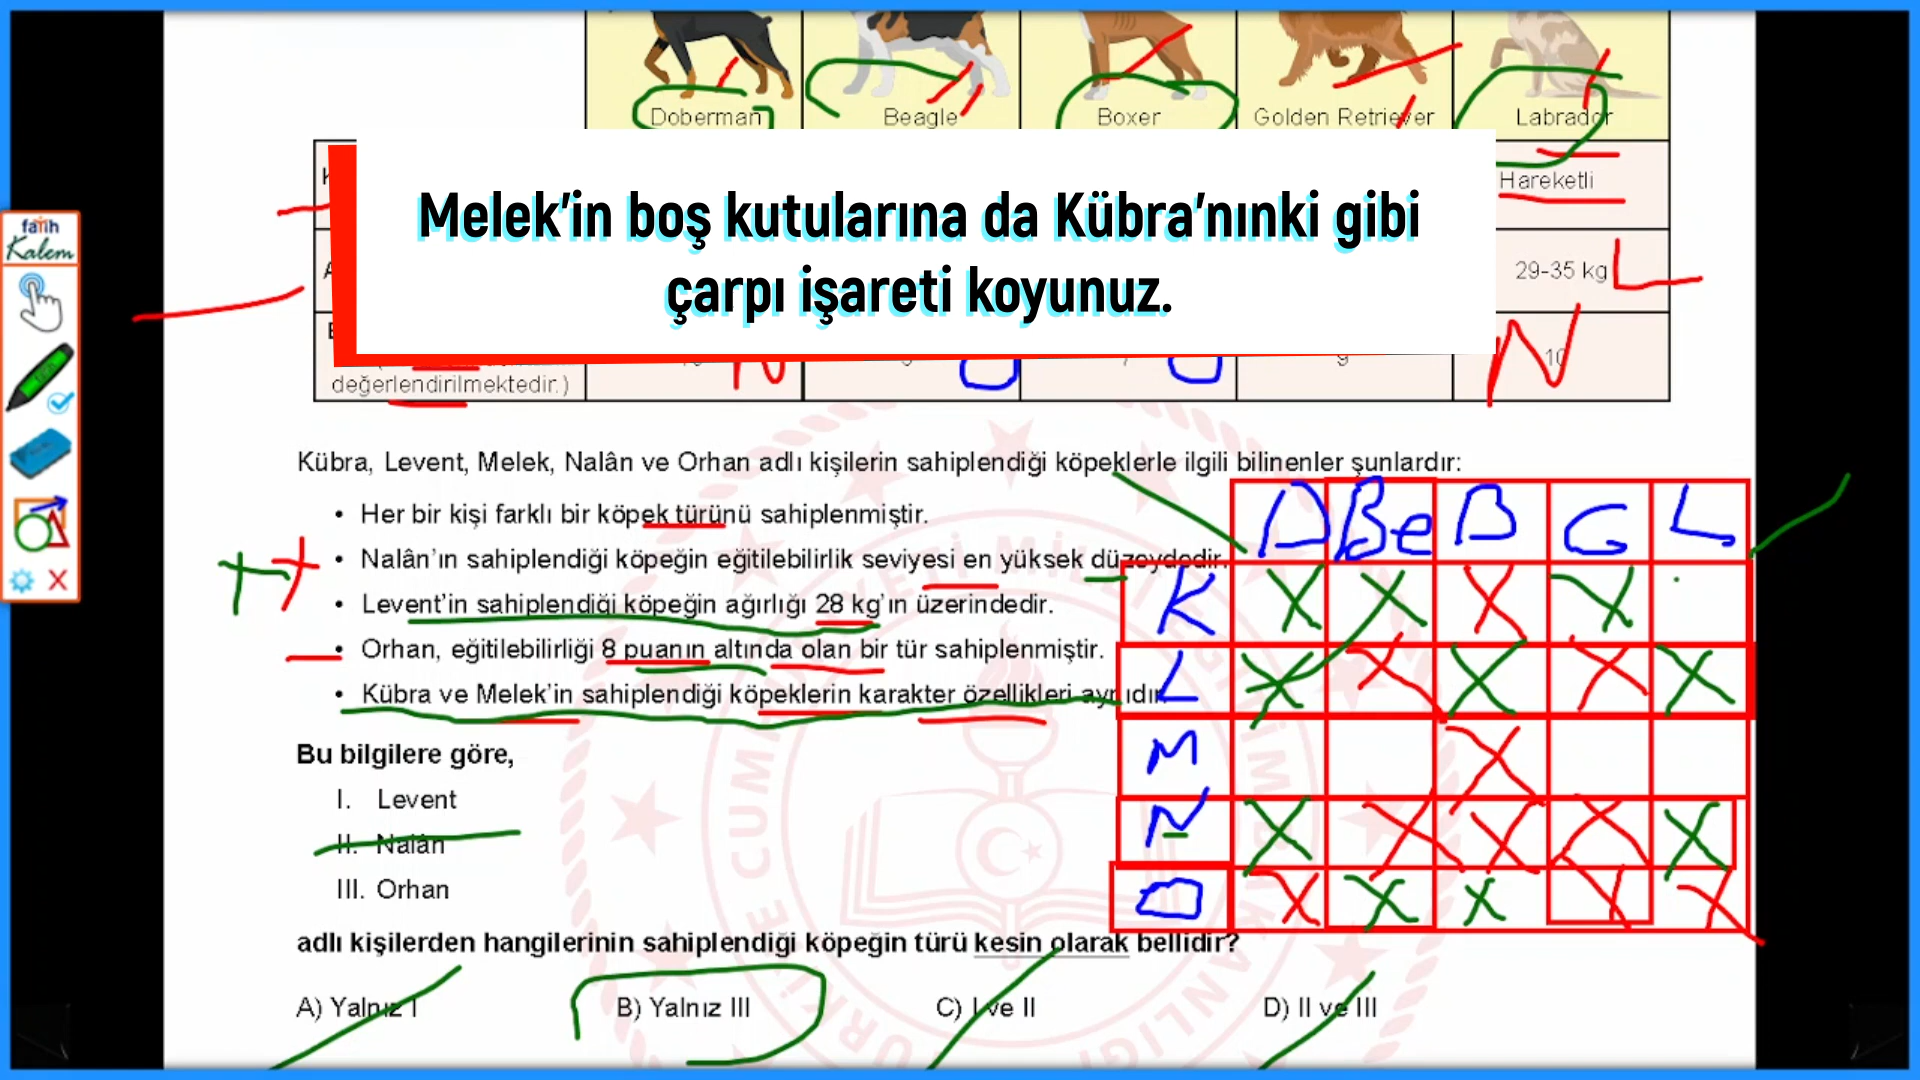 Doberman
Beagle
Boxer
Golden Retriever
Labrador
Hareketli
Melek'in boş kutularına da Kübra'nınki gibi
çarpı işareti koyunuz.
29-35 kg
9
10
N
N
L
değerlendirilmektedir.)
fatih
Kalem
Kübra, Levent, Melek, Nalân ve Orhan adlı kişilerin sahiplendiği köpeklerle ilgili bilinenler şunlardır:
• Her bir kişi farklı bir köpek türünü sahiplenmiştir.
• Nalân'ın sahiplendiği köpeğin eğitilebilirlik seviyesi en yüksek düzeydedir.
• Levent'in sahiplendiği köpeğin ağırlığı 28 kg'ın üzerindedir.
• Orhan, eğitilebilirliği 8 puanın altında olan bir tür sahiplenmiştir.
• Kübra ve Melek'in sahiplendiği köpeklerin karakter özellikleri aynıdır.
D Be B G L
K X X X X
L X X X X X
M X
N X X X X X
O X X X X X
Bu bilgilere göre,
I. Levent
II. Nalân
III. Orhan
adlı kişilerden hangilerinin sahiplendiği köpeğin türü kesin olarak bellidir?
A) Yalnız I
B) Yalnız III
C) I ve II
D) II ve III